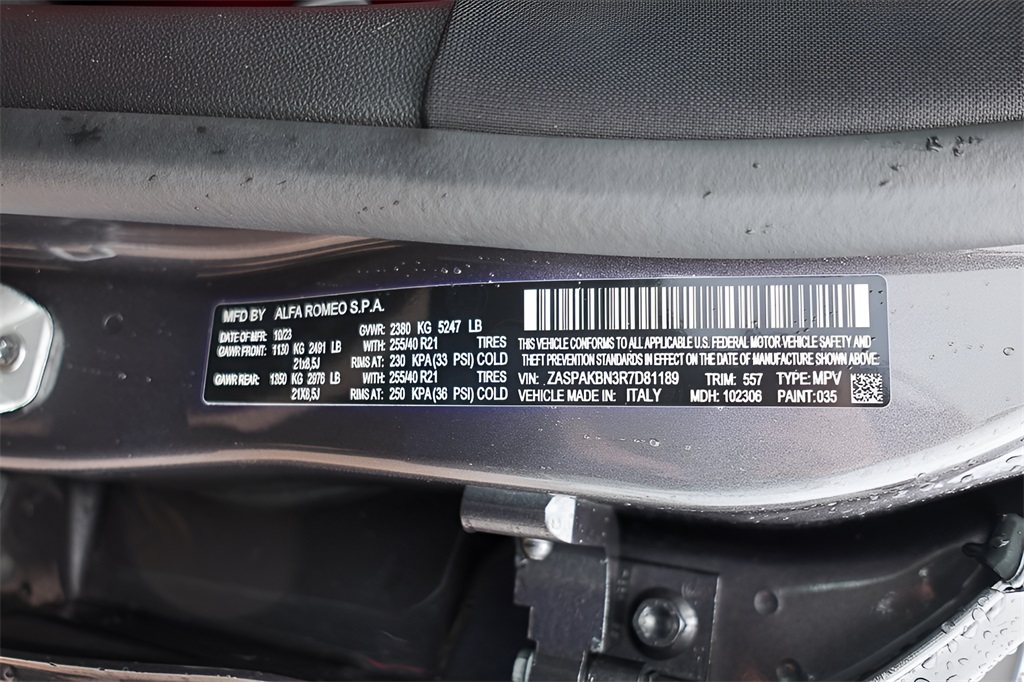 MFD BY ALFA ROMEO S.P.A.
DATE OF MFR: 10/23 GVWR: 2380 KG 5247 LB
GAWR FRONT: 1130 KG 2491 LB WITH: 255/40 R21 TIRES
21x8,5J RIMS AT: 230 KPA (33 PSI) COLD
GAWR REAR: 1350 KG 2976 LB WITH: 255/40 R21 TIRES
21X8,5J RIMS AT: 250 KPA (36 PSI) COLD
THIS VEHICLE CONFORMS TO ALL APPLICABLE U.S. FEDERAL MOTOR VEHICLE SAFETY AND
THEFT PREVENTION STANDARDS IN EFFECT ON THE DATE OF MANUFACTURE SHOWN ABOVE:
VIN: ZASPAKBN3R7D81189 TRIM: 557 TYPE: MPV
VEHICLE MADE IN: ITALY MDH: 102306 PAINT: 035